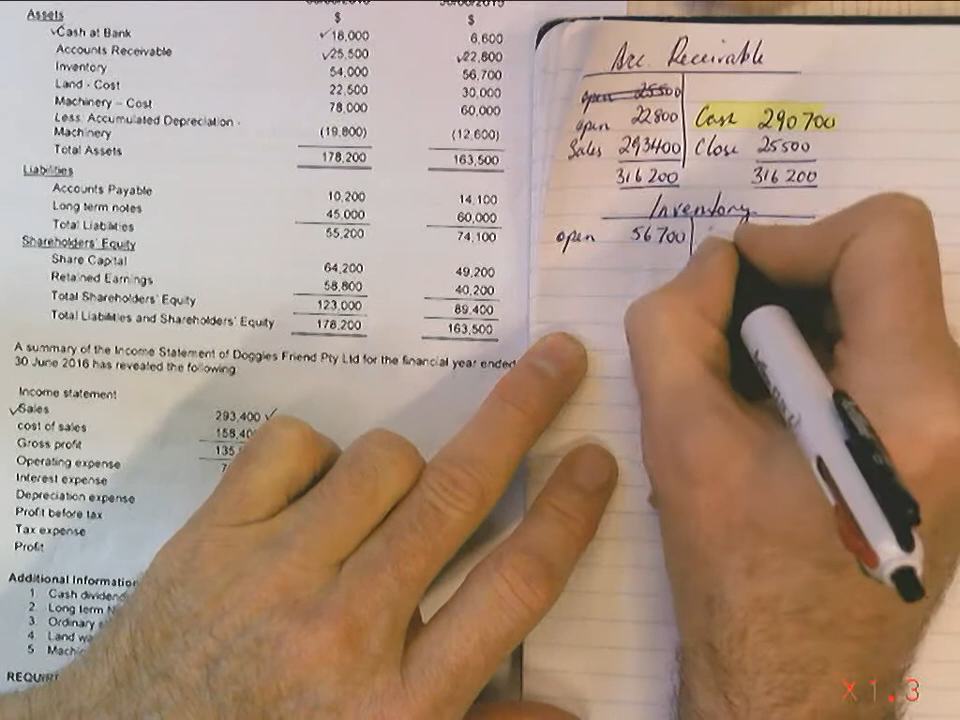 Assets
$ $
✓Cash at Bank ✓18,000 6,600
Accounts Receivable ✓25,500 ✓22,800
Inventory 54,000 56,700
Land - Cost 22,500 30,000
Machinery – Cost 78,000 60,000
Less: Accumulated Depreciation -
Machinery (19,800) (12,600)
Total Assets 178,200 163,500
Liabilities
Accounts Payable 10,200 14,100
Long term notes 45,000 60,000
Total Liabilities 55,200 74,100
Shareholders' Equity
Share Capital 64,200 49,200
Retained Earnings 58,800 40,200
Total Shareholders' Equity 123,000 89,400
Total Liabilities and Shareholders' Equity 178,200 163,500
A summary of the Income Statement of Doggies Friend Pty Ltd for the financial year ended
30 June 2016 has revealed the following
Income statement
✓Sales 293,400 ✓
cost of sales 158,40
Gross profit 135
Operating expense 7
Interest expense
Depreciation expense
Profit before tax
Tax expense
Profit
Additional Information
1 Cash dividend
2 Long term N
3 Ordinary
4 Land wa
5 Machi
REQUIR
Acc. Receivable
open 25500
open 22800 Cash 290700
Sales 293400 Close 25500
316200 316200
Inventory
open 56700
X1.3